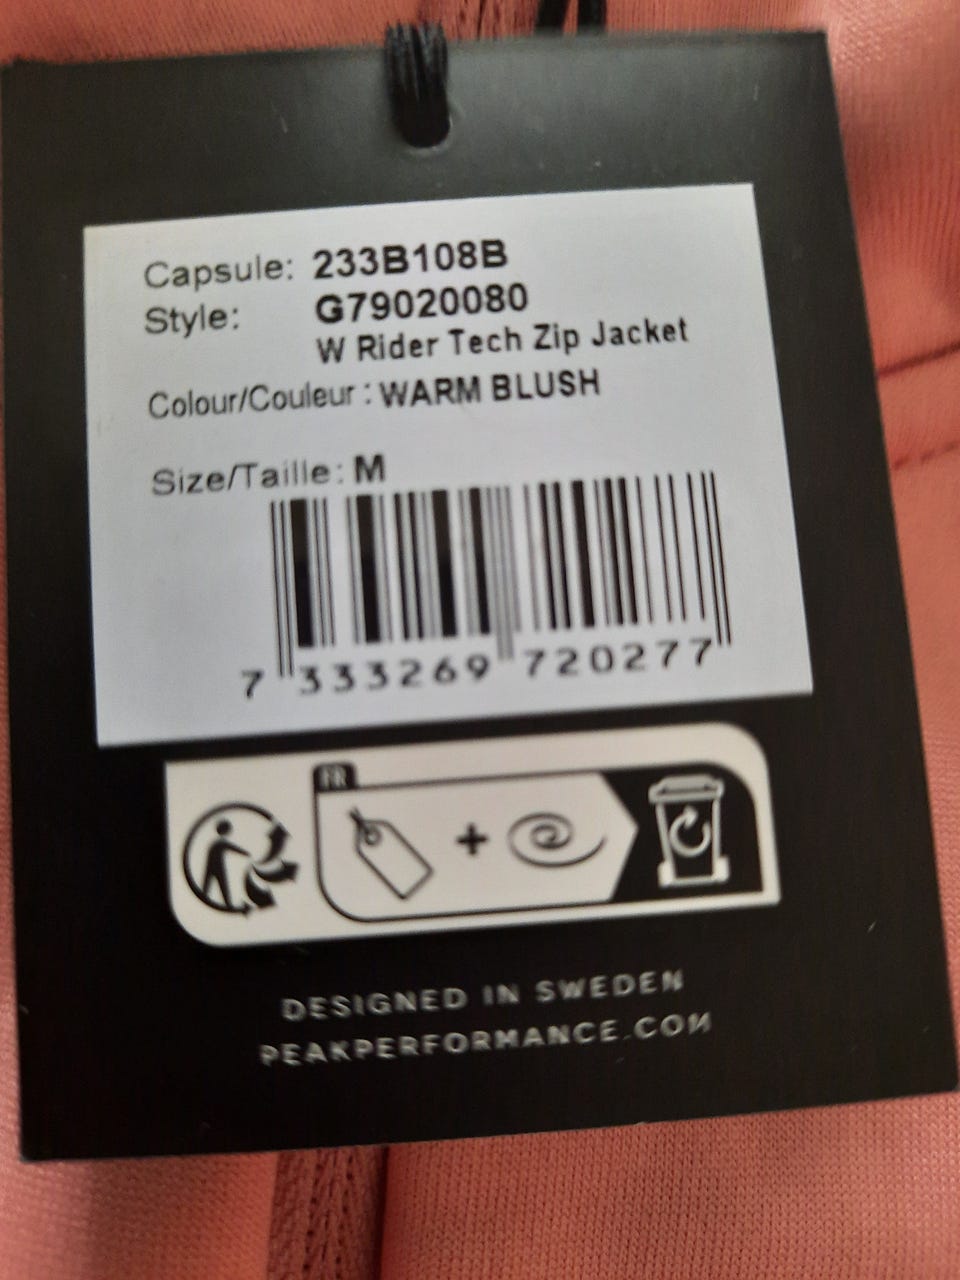 Capsule: 233B108B
Style: G79020080
W Rider Tech Zip Jacket
Colour/Couleur : WARM BLUSH
Size/Taille : M
7 333269 720277
FR
+
DESIGNED IN SWEDEN
PEAKPERFORMANCE.COM